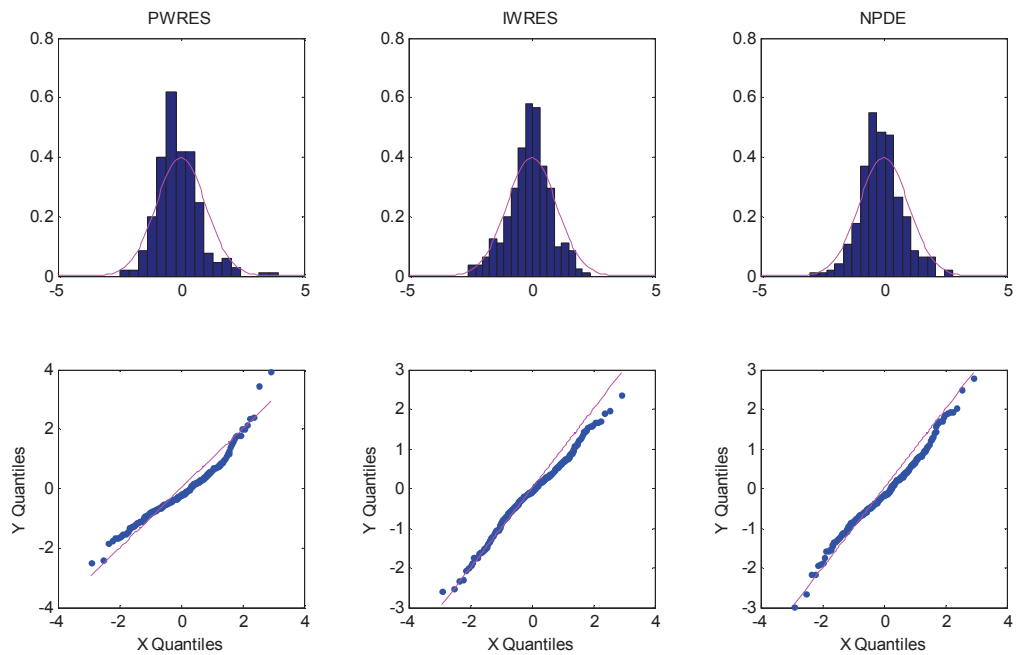 PWRES IWRES NPDE
0.8 0.8 0.8
0.6 0.6 0.6
0.4 0.4 0.4
0.2 0.2 0.2
0 0 0
-5 0 5 -5 0 5 -5 0 5
4 3 3
2 2 2
1 1
0 0 0
-1 -1
-2 -2 -2
-4 -3 -3
Y Quantiles Y Quantiles Y Quantiles
-4 -2 0 2 4 -4 -2 0 2 4 -4 -2 0 2 4
X Quantiles X Quantiles X Quantiles